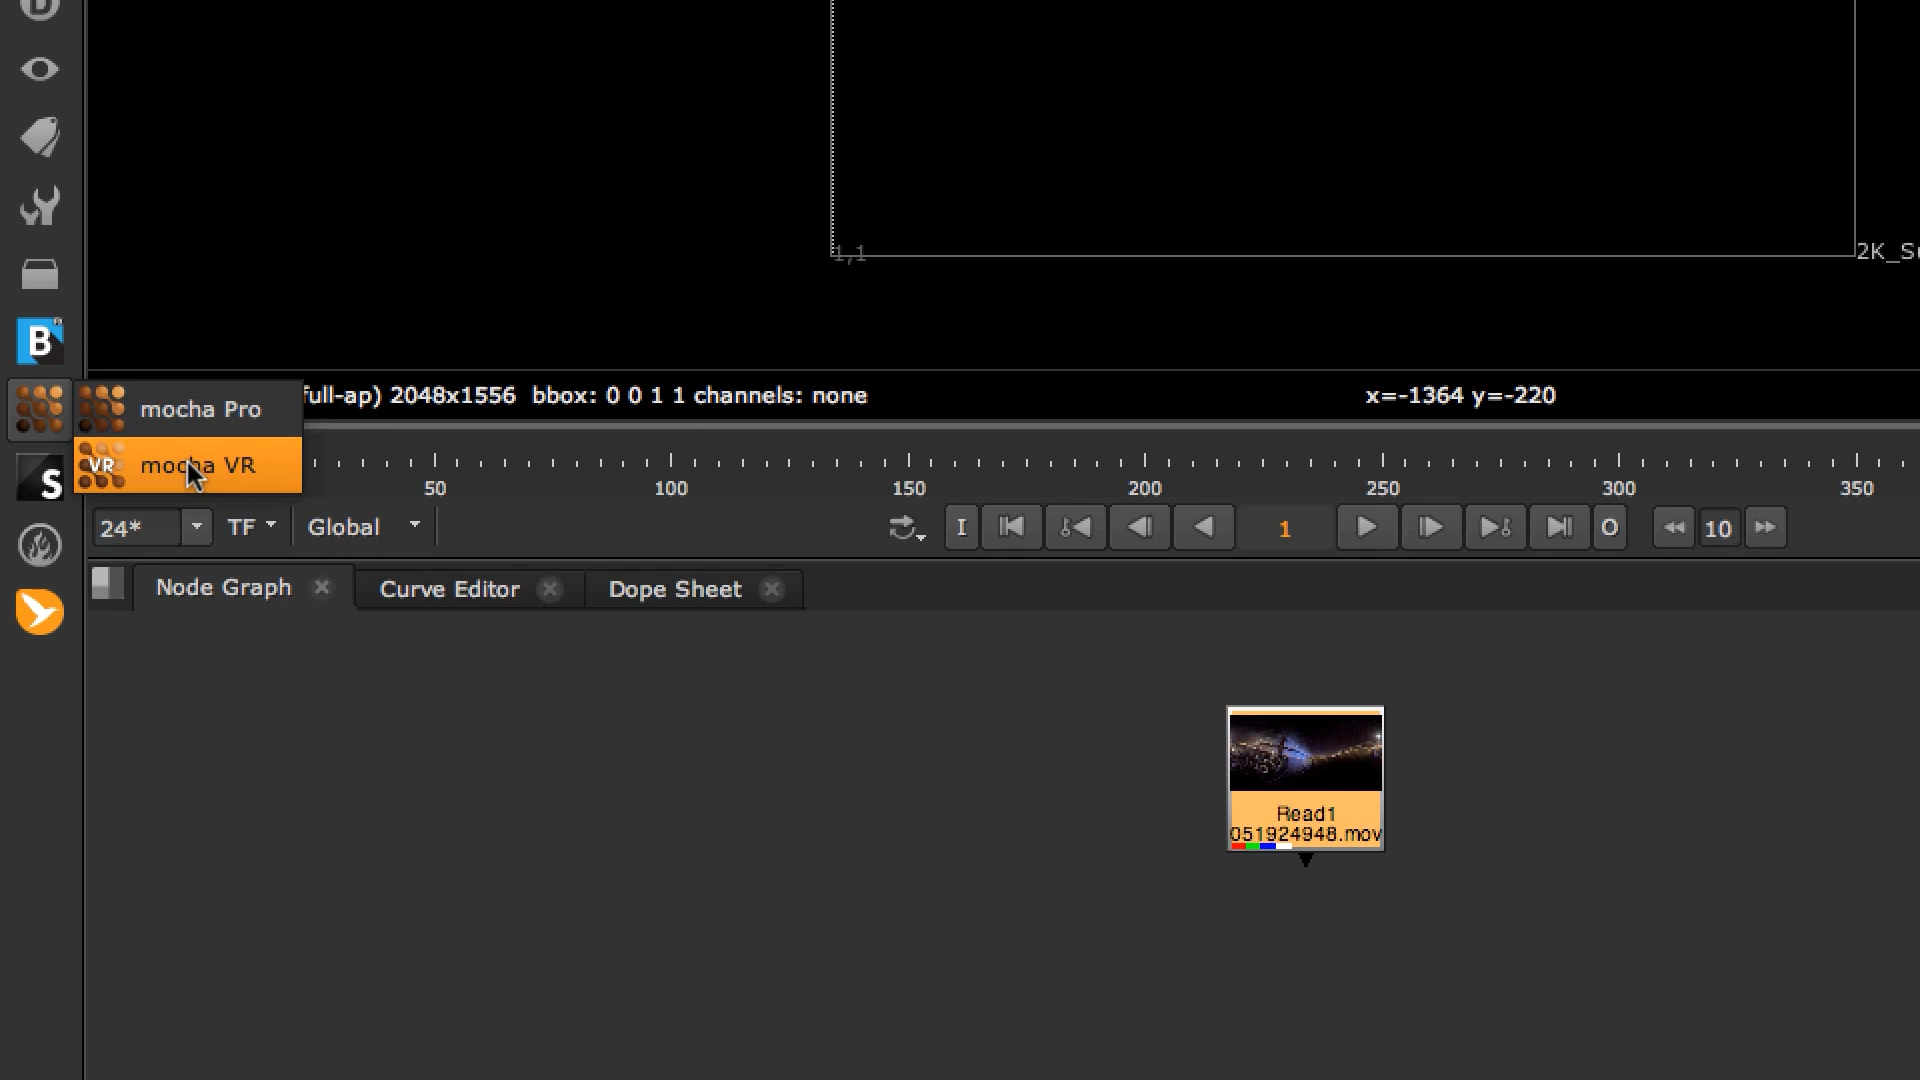 1,1
2K_S
B
mocha Pro
full-ap) 2048x1556 bbox: 0 0 1 1 channels: none
x=-1364 y=-220
VR mocha VR
S
50 100 150 200 250 300 350
24* TF Global
I 1 O 10
Node Graph Curve Editor Dope Sheet
Read1
051924948.mov